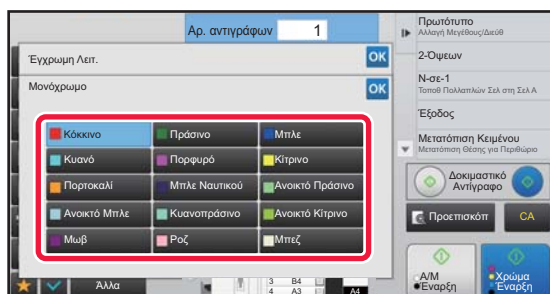 Αρ. αντιγράφων 1
Έγχρωμη Λειτ. OK
Μονόχρωμο OK
Κόκκινο Πράσινο Μπλε
Κυανό Πορφυρό Κίτρινο
Πορτοκαλί Μπλε Ναυτικού Ανοικτό Πράσινο
Ανοικτό Μπλε Κυανοπράσινο Ανοικτό Κίτρινο
Μωβ Ροζ Μπεζ
Άλλα
3 B4
4 A3
A4
Πρωτότυπο
Αλλαγή Μεγέθους/Διεύθ
2-Όψεων
N-σε-1
Τοποθ Πολλαπλών Σελ στη Σελ Α
Έξοδος
Μετατόπιση Κειμένου
Μετατόπιση Θέσης για Περιθώριο
Δοκιμαστικό
Αντίγραφο
Προεπισκόπ CA
Α/Μ
Έναρξη
Χρώμα
Έναρξη